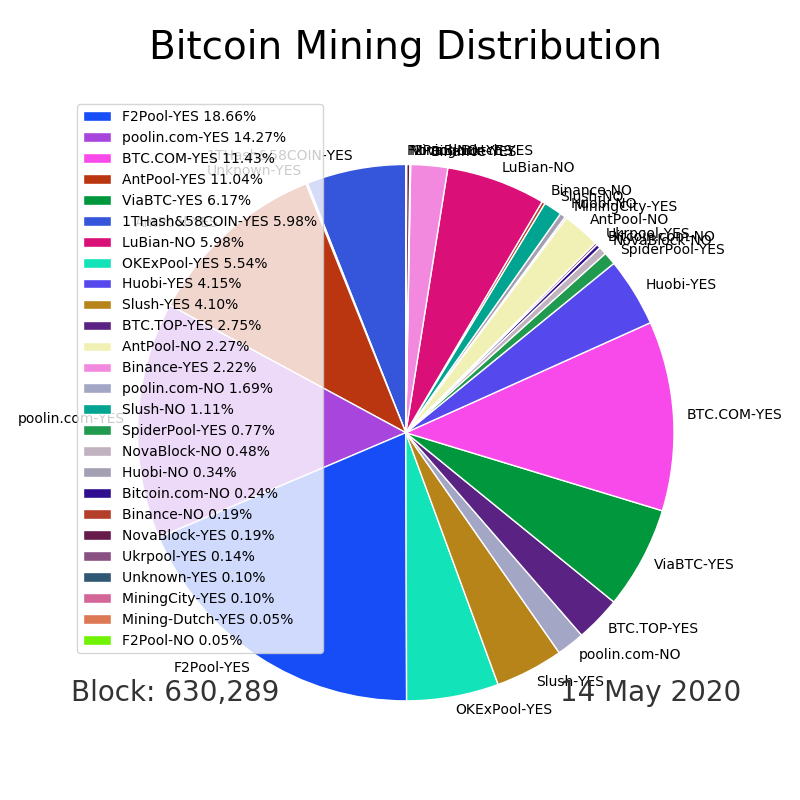 Bitcoin Mining Distribution
F2Pool-YES 18.66%
poolin.com-YES 14.27%
BTC.COM-YES 11.43%
AntPool-YES 11.04%
ViaBTC-YES 6.17%
1THash&58COIN-YES 5.98%
LuBian-NO 5.98%
OKExPool-YES 5.54%
Huobi-YES 4.15%
Slush-YES 4.10%
BTC.TOP-YES 2.75%
AntPool-NO 2.27%
Binance-YES 2.22%
poolin.com-NO 1.69%
Slush-NO 1.11%
SpiderPool-YES 0.77%
NovaBlock-NO 0.48%
Huobi-NO 0.34%
Bitcoin.com-NO 0.24%
Binance-NO 0.19%
NovaBlock-YES 0.19%
Ukrpool-YES 0.14%
Unknown-YES 0.10%
MiningCity-YES 0.10%
Mining-Dutch-YES 0.05%
F2Pool-NO 0.05%
1THash&58COIN-YES
Unknown-YES
poolin.com-YES
F2Pool-YES
LuBian-NO
Binance-NO
Slush-NO
MiningCity-YES
AntPool-NO
Ukrpool-YES
NovaBlock-NO
SpiderPool-YES
Huobi-YES
BTC.COM-YES
ViaBTC-YES
BTC.TOP-YES
poolin.com-NO
Slush-YES
OKExPool-YES
Block: 630,289
14 May 2020